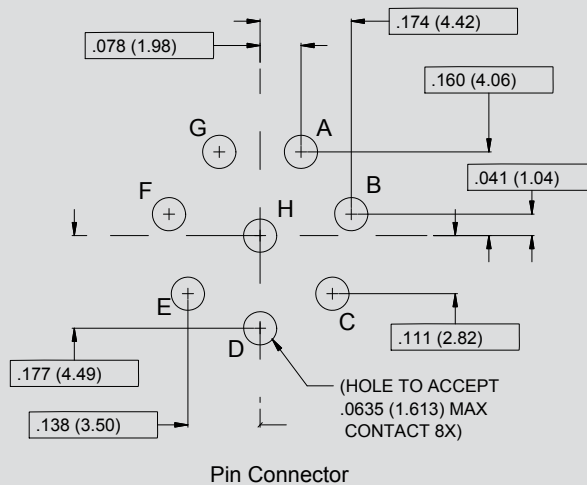 .174 (4.42)
.078 (1.98)
.160 (4.06)
G
A
B
.041 (1.04)
F
H
E
C
D
.111 (2.82)
.177 (4.49)
(HOLE TO ACCEPT
.0635 (1.613) MAX
CONTACT 8X)
.138 (3.50)
Pin Connector